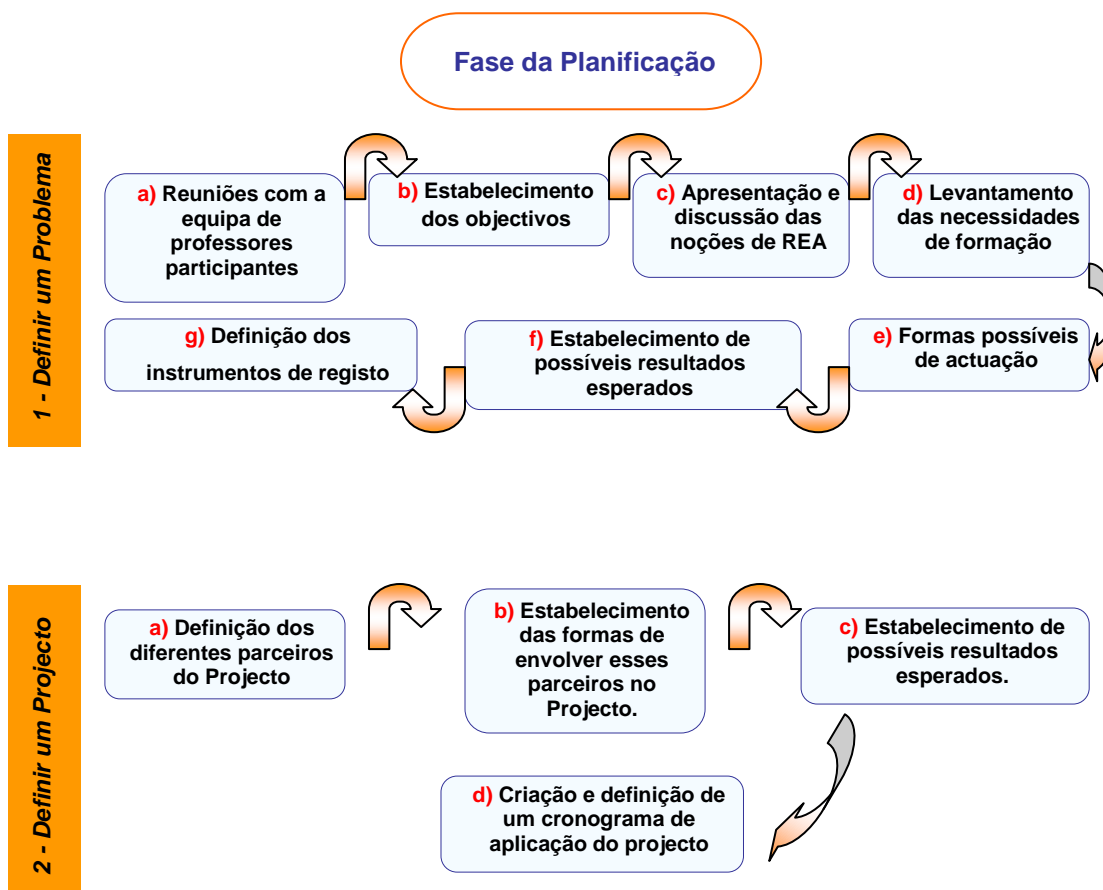 Fase da Planificação
1 - Definir um Problema
a) Reuniões com a
equipa de
professores
participantes
b) Estabelecimento
dos objectivos
c) Apresentação e
discussão das
noções de REA
d) Levantamento
das necessidades
de formação
e) Formas possíveis
de actuação
f) Estabelecimento de
possíveis resultados
esperados
g) Definição dos
instrumentos de registo
2 - Definir um Projecto
a) Definição dos
diferentes parceiros
do Projecto
b) Estabelecimento
das formas de
envolver esses
parceiros no
Projecto.
c) Estabelecimento de
possíveis resultados
esperados.
d) Criação e definição de
um cronograma de
aplicação do projecto